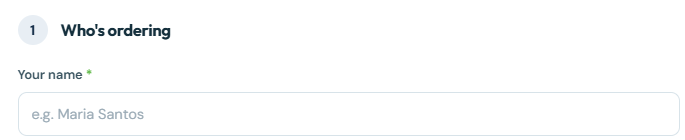 1 Who's ordering
Your name *
e.g. Maria Santos